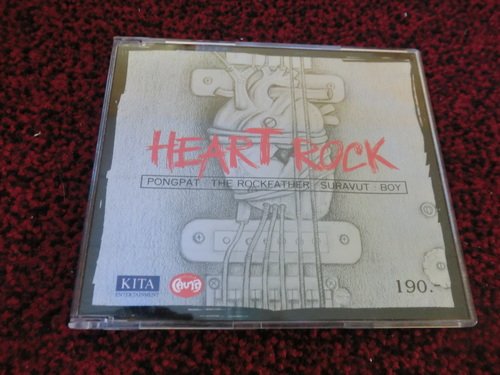 HEART ROCK
PONGPAT . THE ROCKFATHER . SURAVUT . BOY
KITA
ENTERTAINMENT
190.-